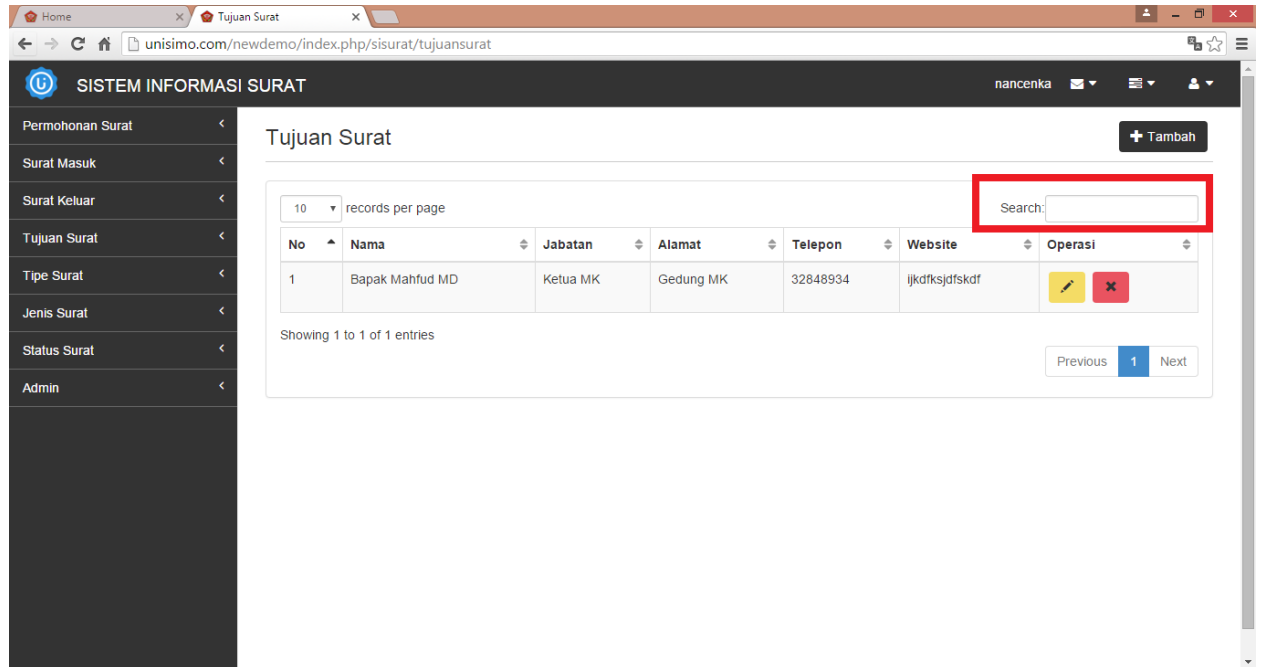 Home
Tujuan Surat
unisimo.com/newdemo/index.php/sisurat/tujuansurat
SISTEM INFORMASI SURAT
nancenka
Permohonan Surat
Surat Masuk
Surat Keluar
Tujuan Surat
Tipe Surat
Jenis Surat
Status Surat
Admin
Tujuan Surat
Tambah
10 records per page
Search:
No Nama Jabatan Alamat Telepon Website Operasi
1 Bapak Mahfud MD Ketua MK Gedung MK 32848934 ijkdfksjdfskdf
Showing 1 to 1 of 1 entries
Previous 1 Next